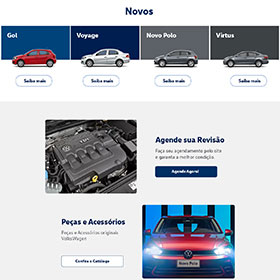 Novos
Gol
Voyage
Novo Polo
Virtus
Saiba mais
Saiba mais
Saiba mais
Saiba mais
Agende sua Revisão
Faça seu agendamento pelo site
e garanta a melhor condição.
Agende Agora!
Peças e Acessórios
Peças e Acessórios originais
VolksWagen
Confira o Catálogo
Novo Polo